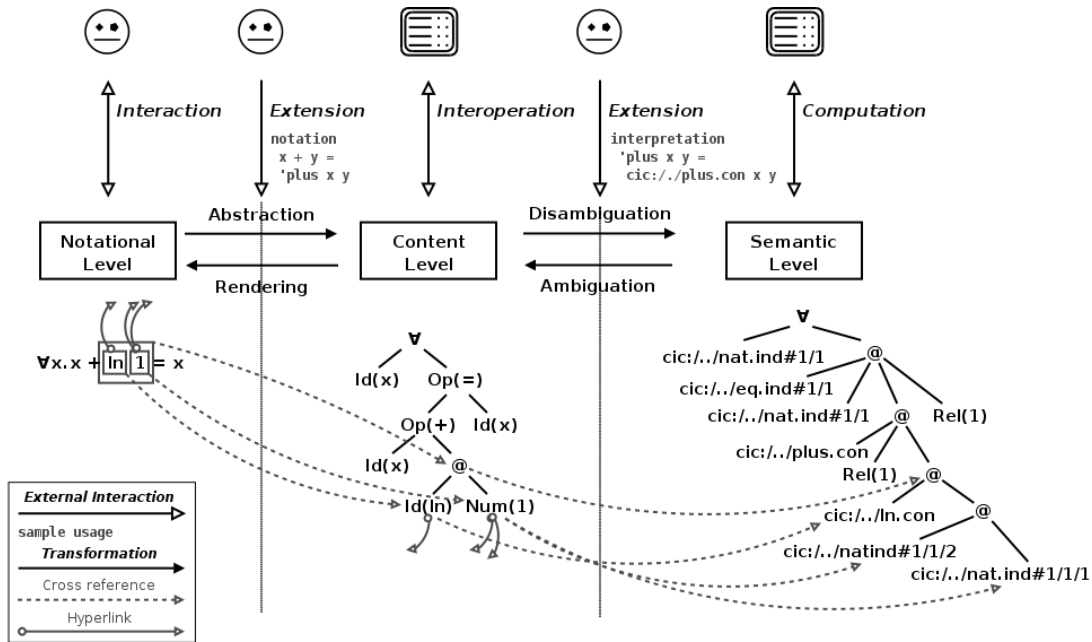 Interaction
Extension
Interoperation
Extension
Computation
notation
x + y =
'plus x y
interpretation
'plus x y =
cic:/./plus.con x y
Notational
Level
Abstraction
Rendering
Content
Level
Disambiguation
Ambiguation
Semantic
Level
∀x.x + ln 1 = x
∀
Id(x) Op(=)
Op(+) Id(x)
Id(x) @
Id(ln) Num(1)
∀
cic:/../nat.ind#1/1 @
cic:/../eq.ind#1/1
cic:/../nat.ind#1/1 @ Rel(1)
cic:/../plus.con
Rel(1) @
cic:/../ln.con @
cic:/../natind#1/1/2
cic:/../nat.ind#1/1/1
External Interaction
sample usage
Transformation
Cross reference
Hyperlink